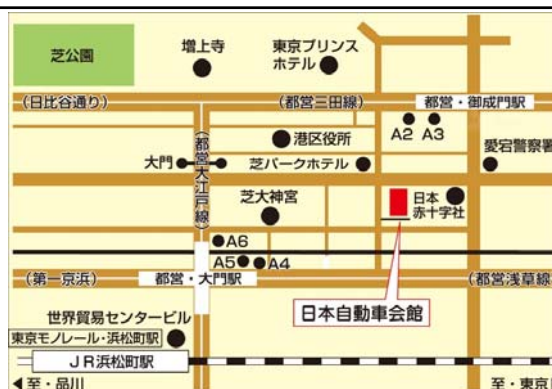 芝公園
増上寺
東京プリンス
ホテル
(日比谷通り)
(都営三田線)
都営・御成門駅
A2
A3
港区役所
愛宕警察署
大門
(都営大江戸線)
芝パークホテル
芝大神宮
日本
赤十字社
A6
A5
A4
(第一京浜)
都営・大門駅
(都営浅草線)
日本自動車会館
世界貿易センタービル
東京モノレール・浜松町駅
JR浜松町駅
至・品川
至・東京